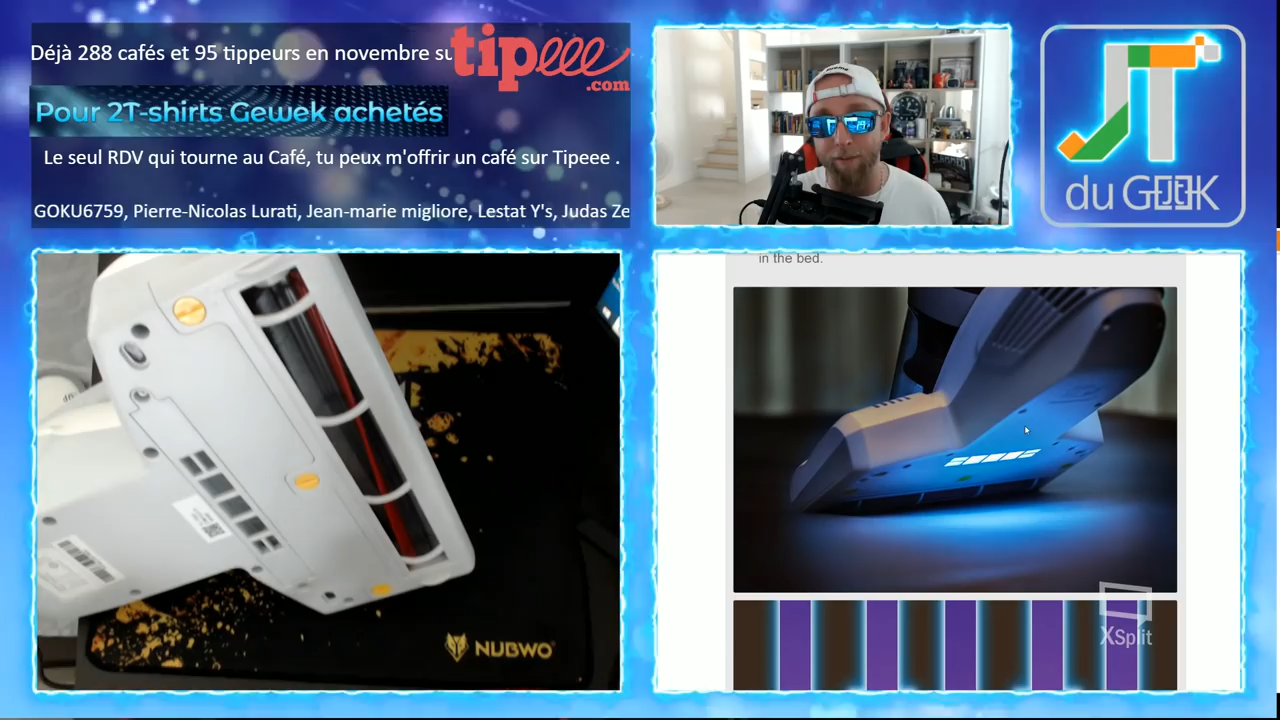 Déjà 288 cafés et 95 tippeurs en novembre su
tipeee
.com
Pour 2T-shirts Gewek achetés
Le seul RDV qui tourne au Café, tu peux m'offrir un café sur Tipeee .
GOKU6759, Pierre-Nicolas Lurati, Jean-marie migliore, Lestat Y's, Judas Ze
JT
du GEEK
in the bed.
NUBWO
XSplit